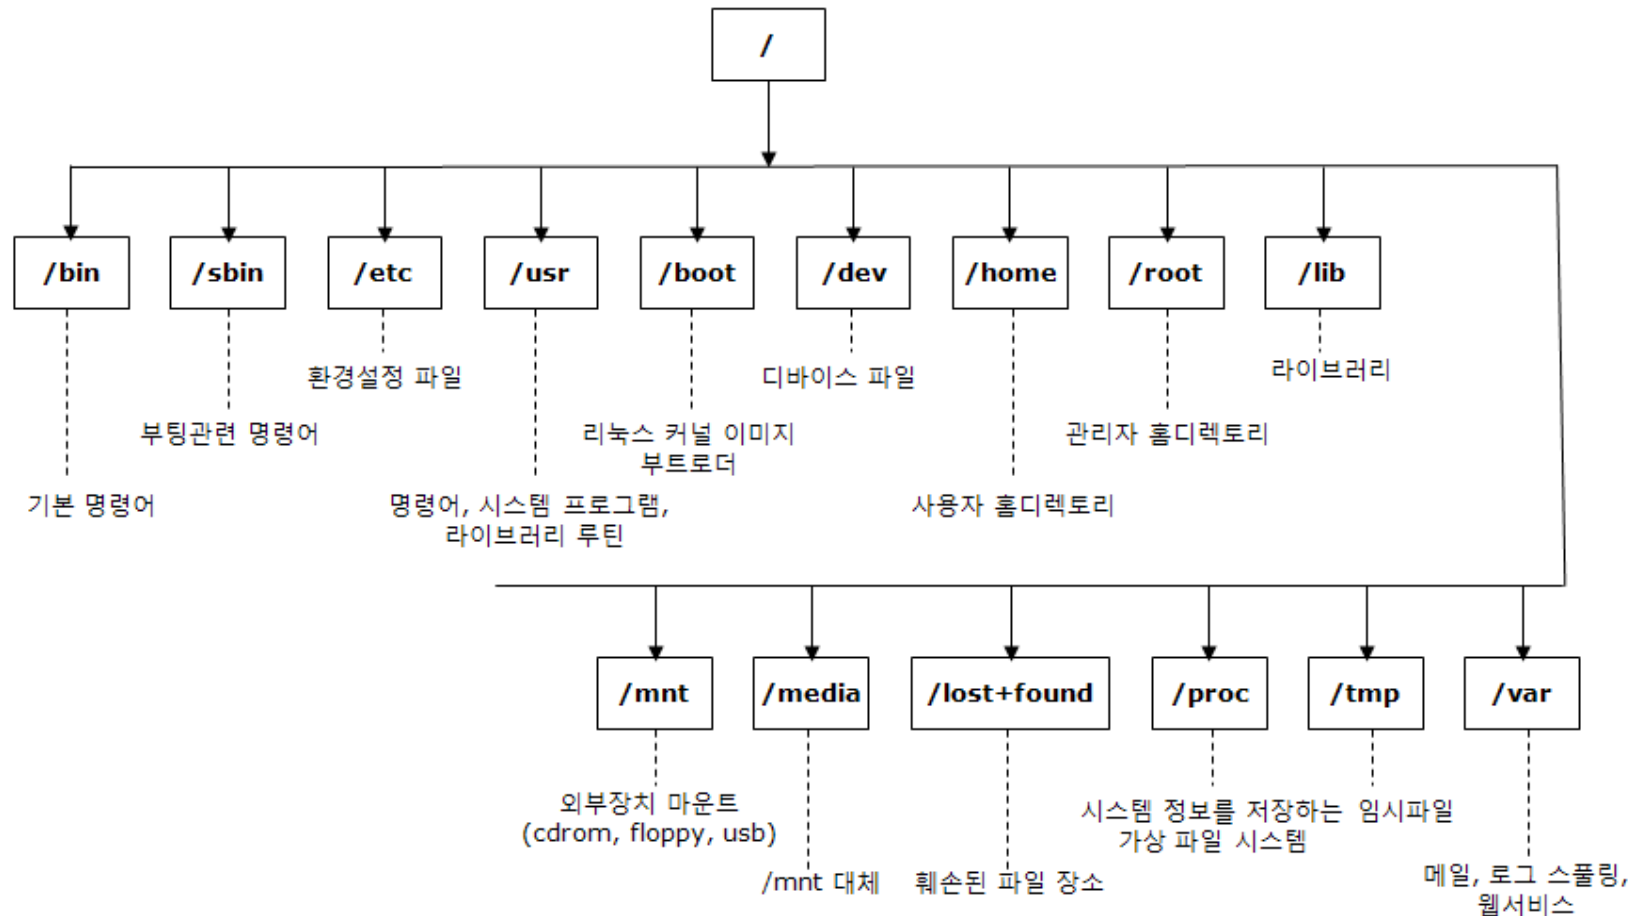 /
/bin
/sbin
/etc
/usr
/boot
/dev
/home
/root
/lib
환경설정 파일
디바이스 파일
라이브러리
부팅관련 명령어
리눅스 커널 이미지
부트로더
관리자 홈디렉토리
기본 명령어
명령어, 시스템 프로그램,
라이브러리 루틴
사용자 홈디렉토리
/mnt
/media
/lost+found
/proc
/tmp
/var
외부장치 마운트
(cdrom, floppy, usb)
시스템 정보를 저장하는
가상 파일 시스템
임시파일
/mnt 대체
훼손된 파일 장소
메일, 로그 스풀링,
웹서비스